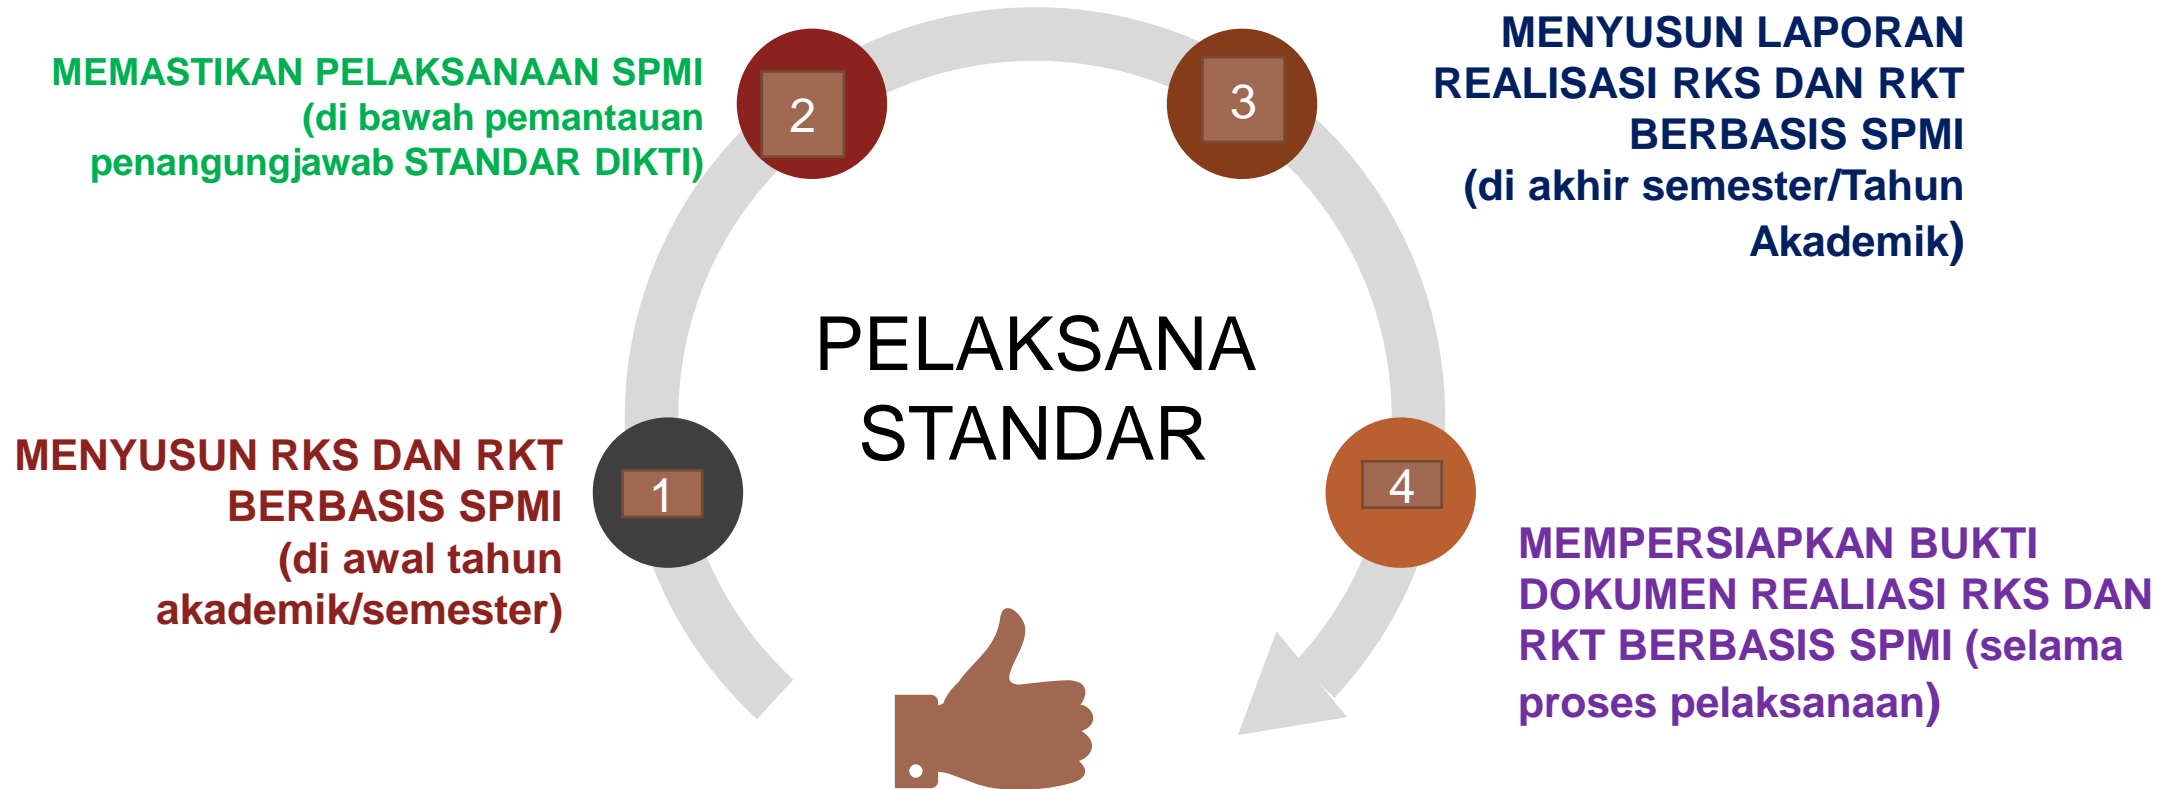 MEMASTIKAN PELAKSANAAN SPMI
(di bawah pemantauan
penangungjawab STANDAR DIKTI)
2
3
MENYUSUN LAPORAN
REALISASI RKS DAN RKT
BERBASIS SPMI
(di akhir semester/Tahun
Akademik)
PELAKSANA
STANDAR
MENYUSUN RKS DAN RKT
BERBASIS SPMI
(di awal tahun
akademik/semester)
1
4
MEMPERSIAPKAN BUKTI
DOKUMEN REALIASI RKS DAN
RKT BERBASIS SPMI (selama
proses pelaksanaan)